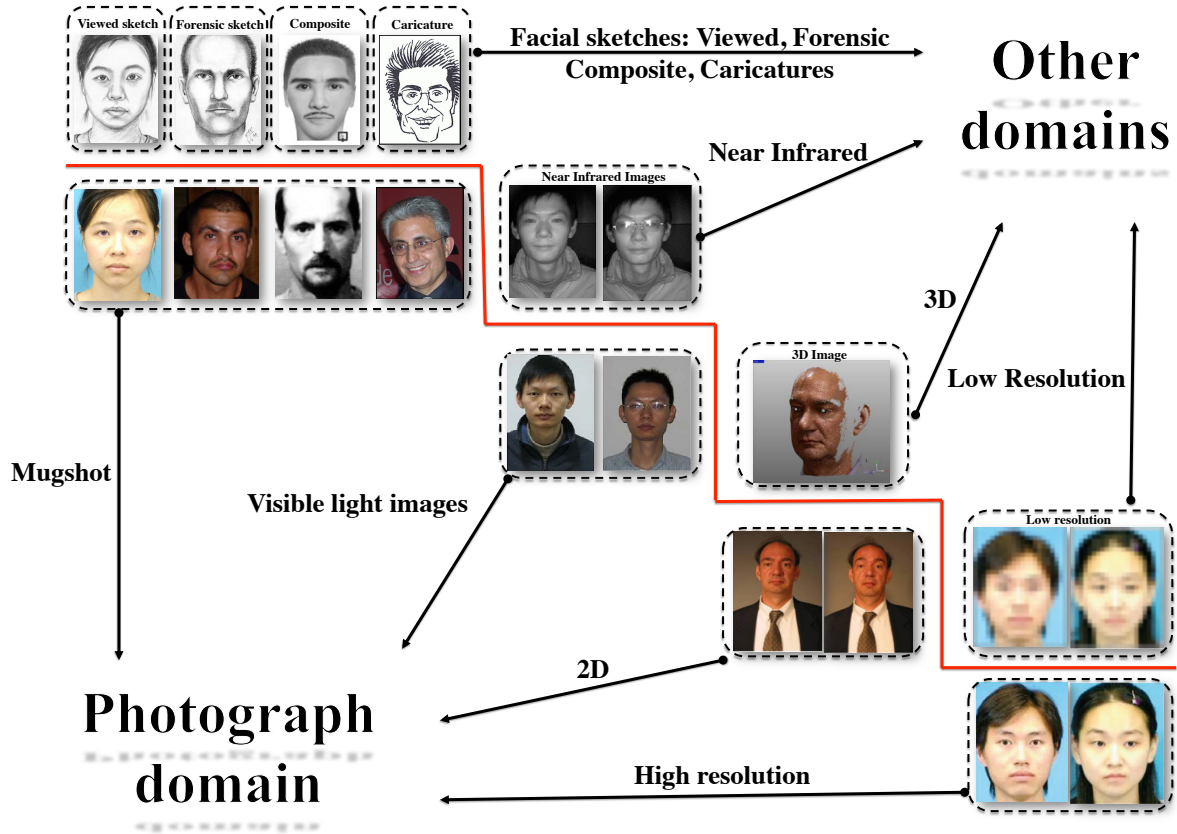 Viewed sketch
Forensic sketch
Composite
Caricature
Facial sketches: Viewed, Forensic
Composite, Caricatures
Other
domains
Near Infrared
Near Infrared Images
3D
3D Image
Low Resolution
Mugshot
Visible light images
Low resolution
2D
Photograph
domain
High resolution